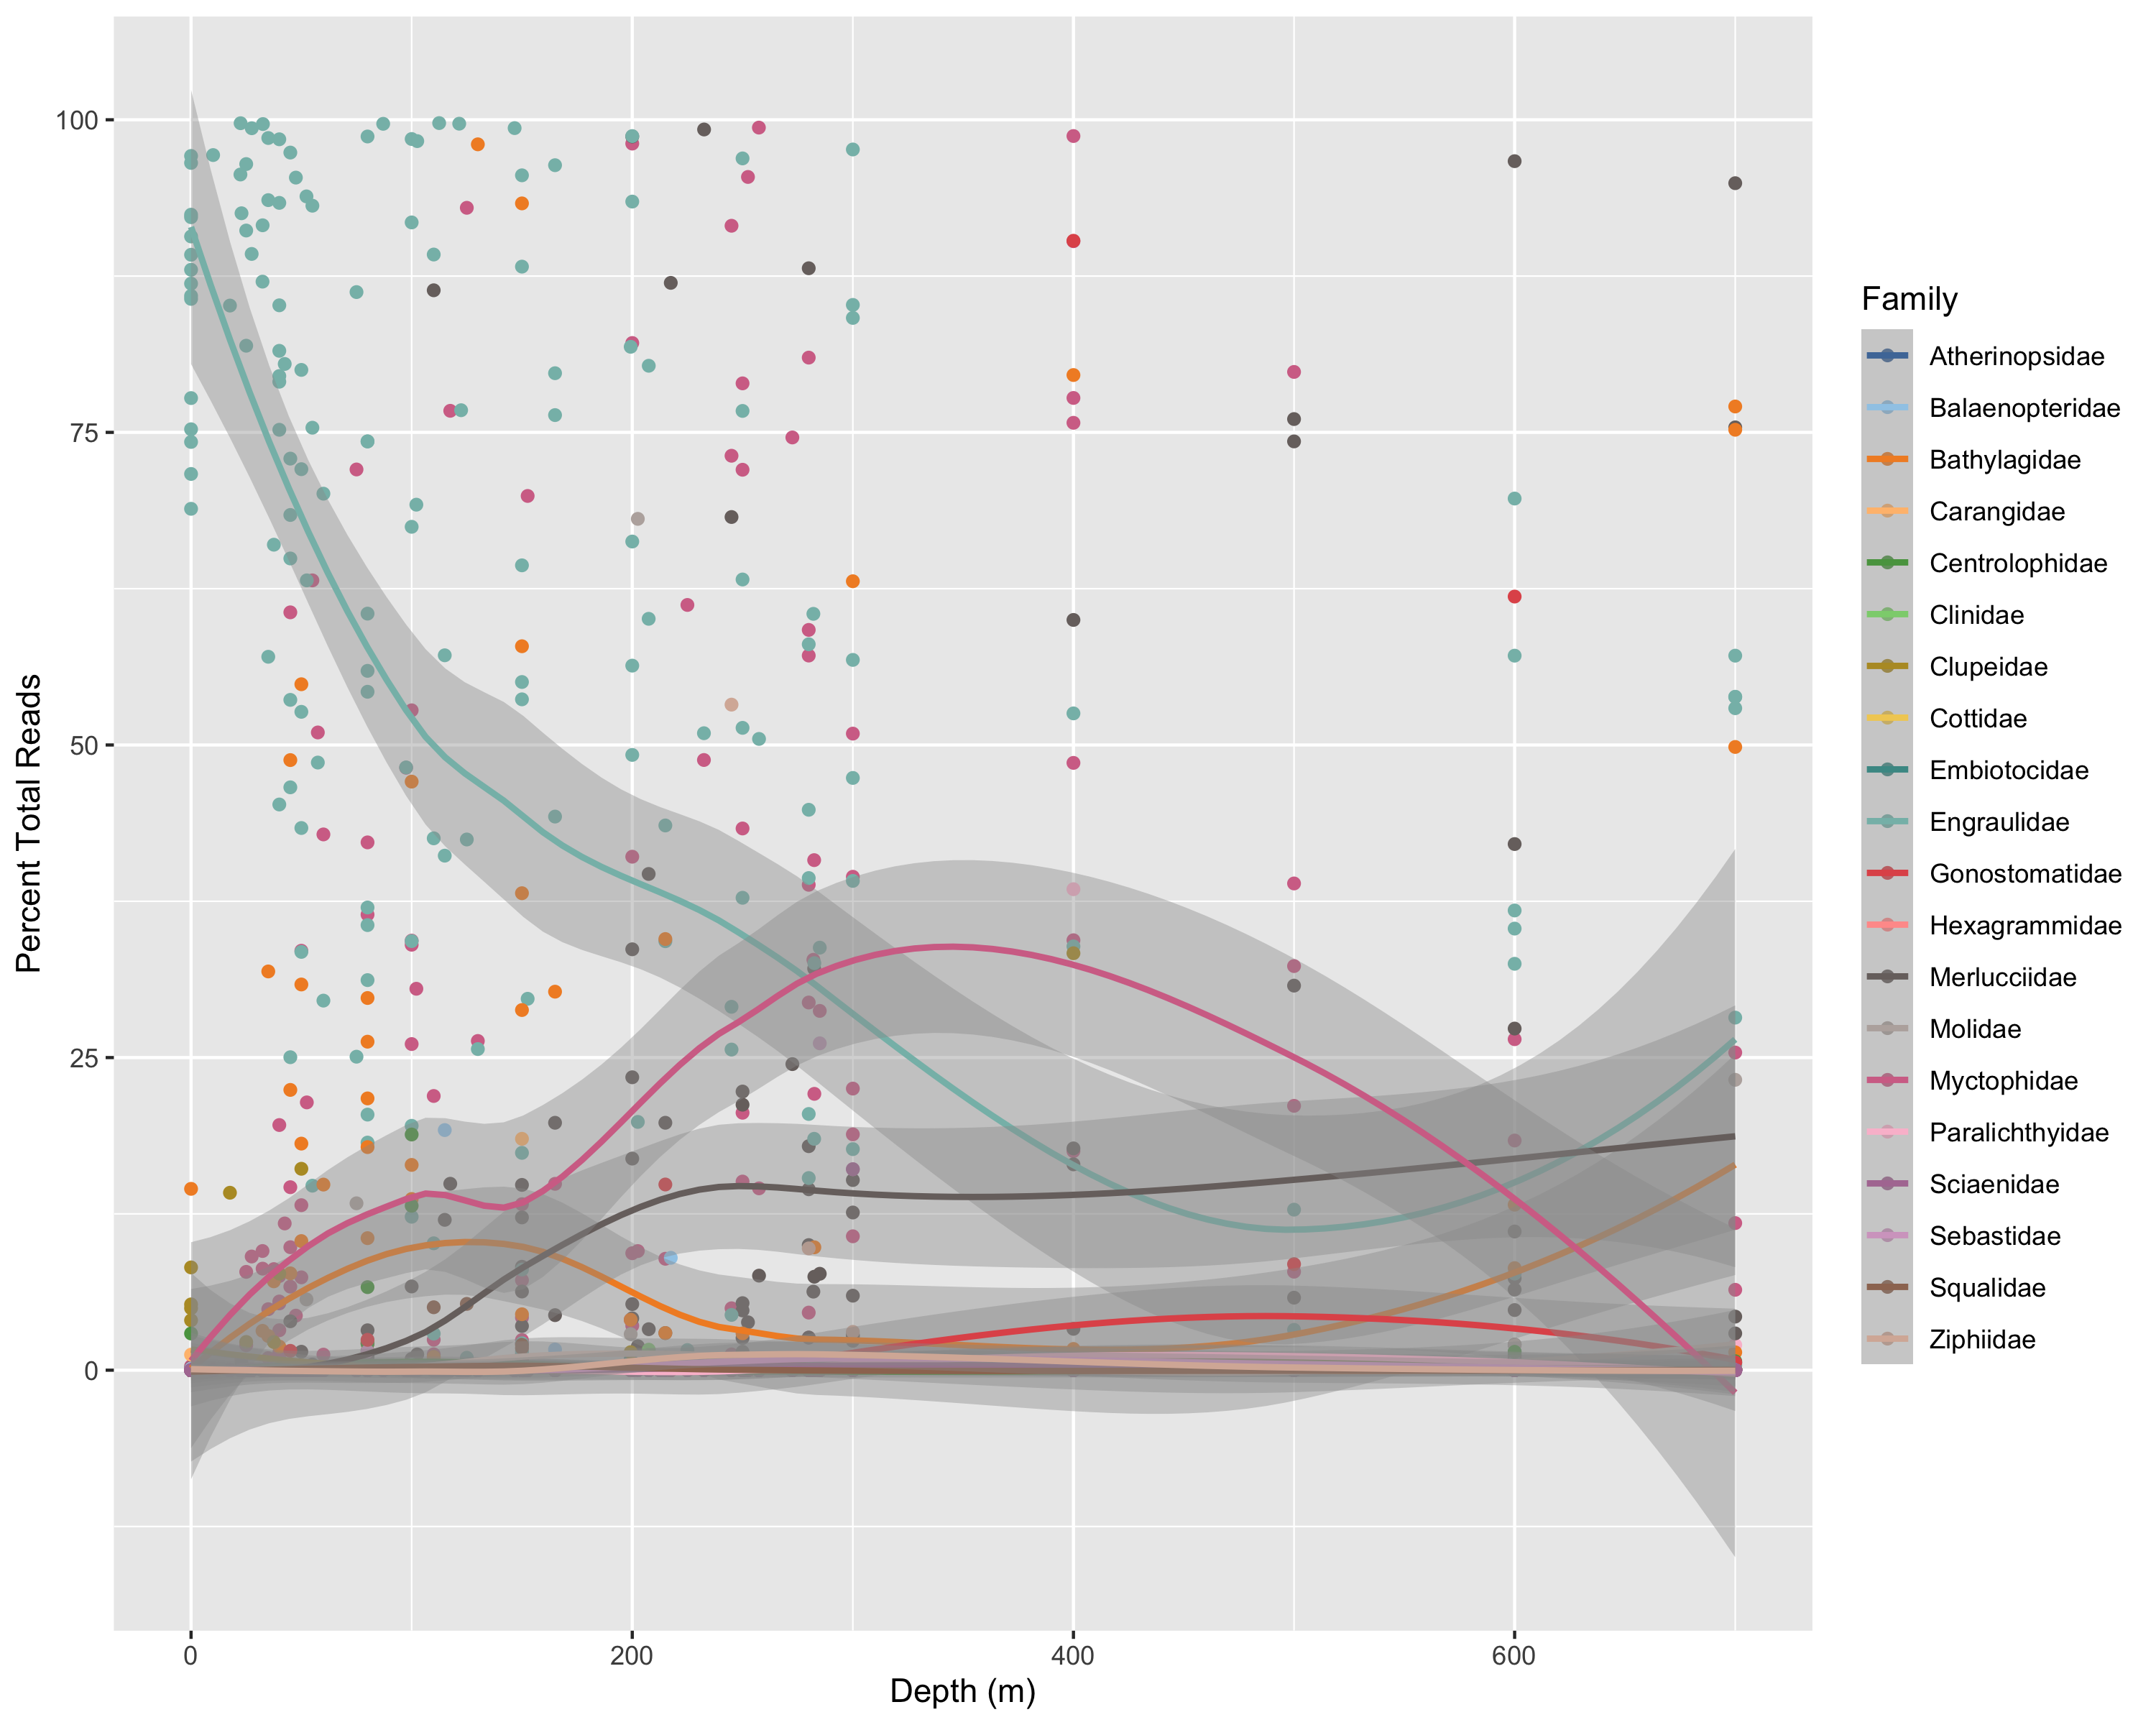 100
75
50
25
0
Percent Total Reads
0
200
400
600
Depth (m)
Family
Atherinopsidae
Balaenopteridae
Bathylagidae
Carangidae
Centrolophidae
Clinidae
Clupeidae
Cottidae
Embiotocidae
Engraulidae
Gonostomatidae
Hexagrammidae
Merlucciidae
Molidae
Myctophidae
Paralichthyidae
Sciaenidae
Sebastidae
Squalidae
Ziphiidae